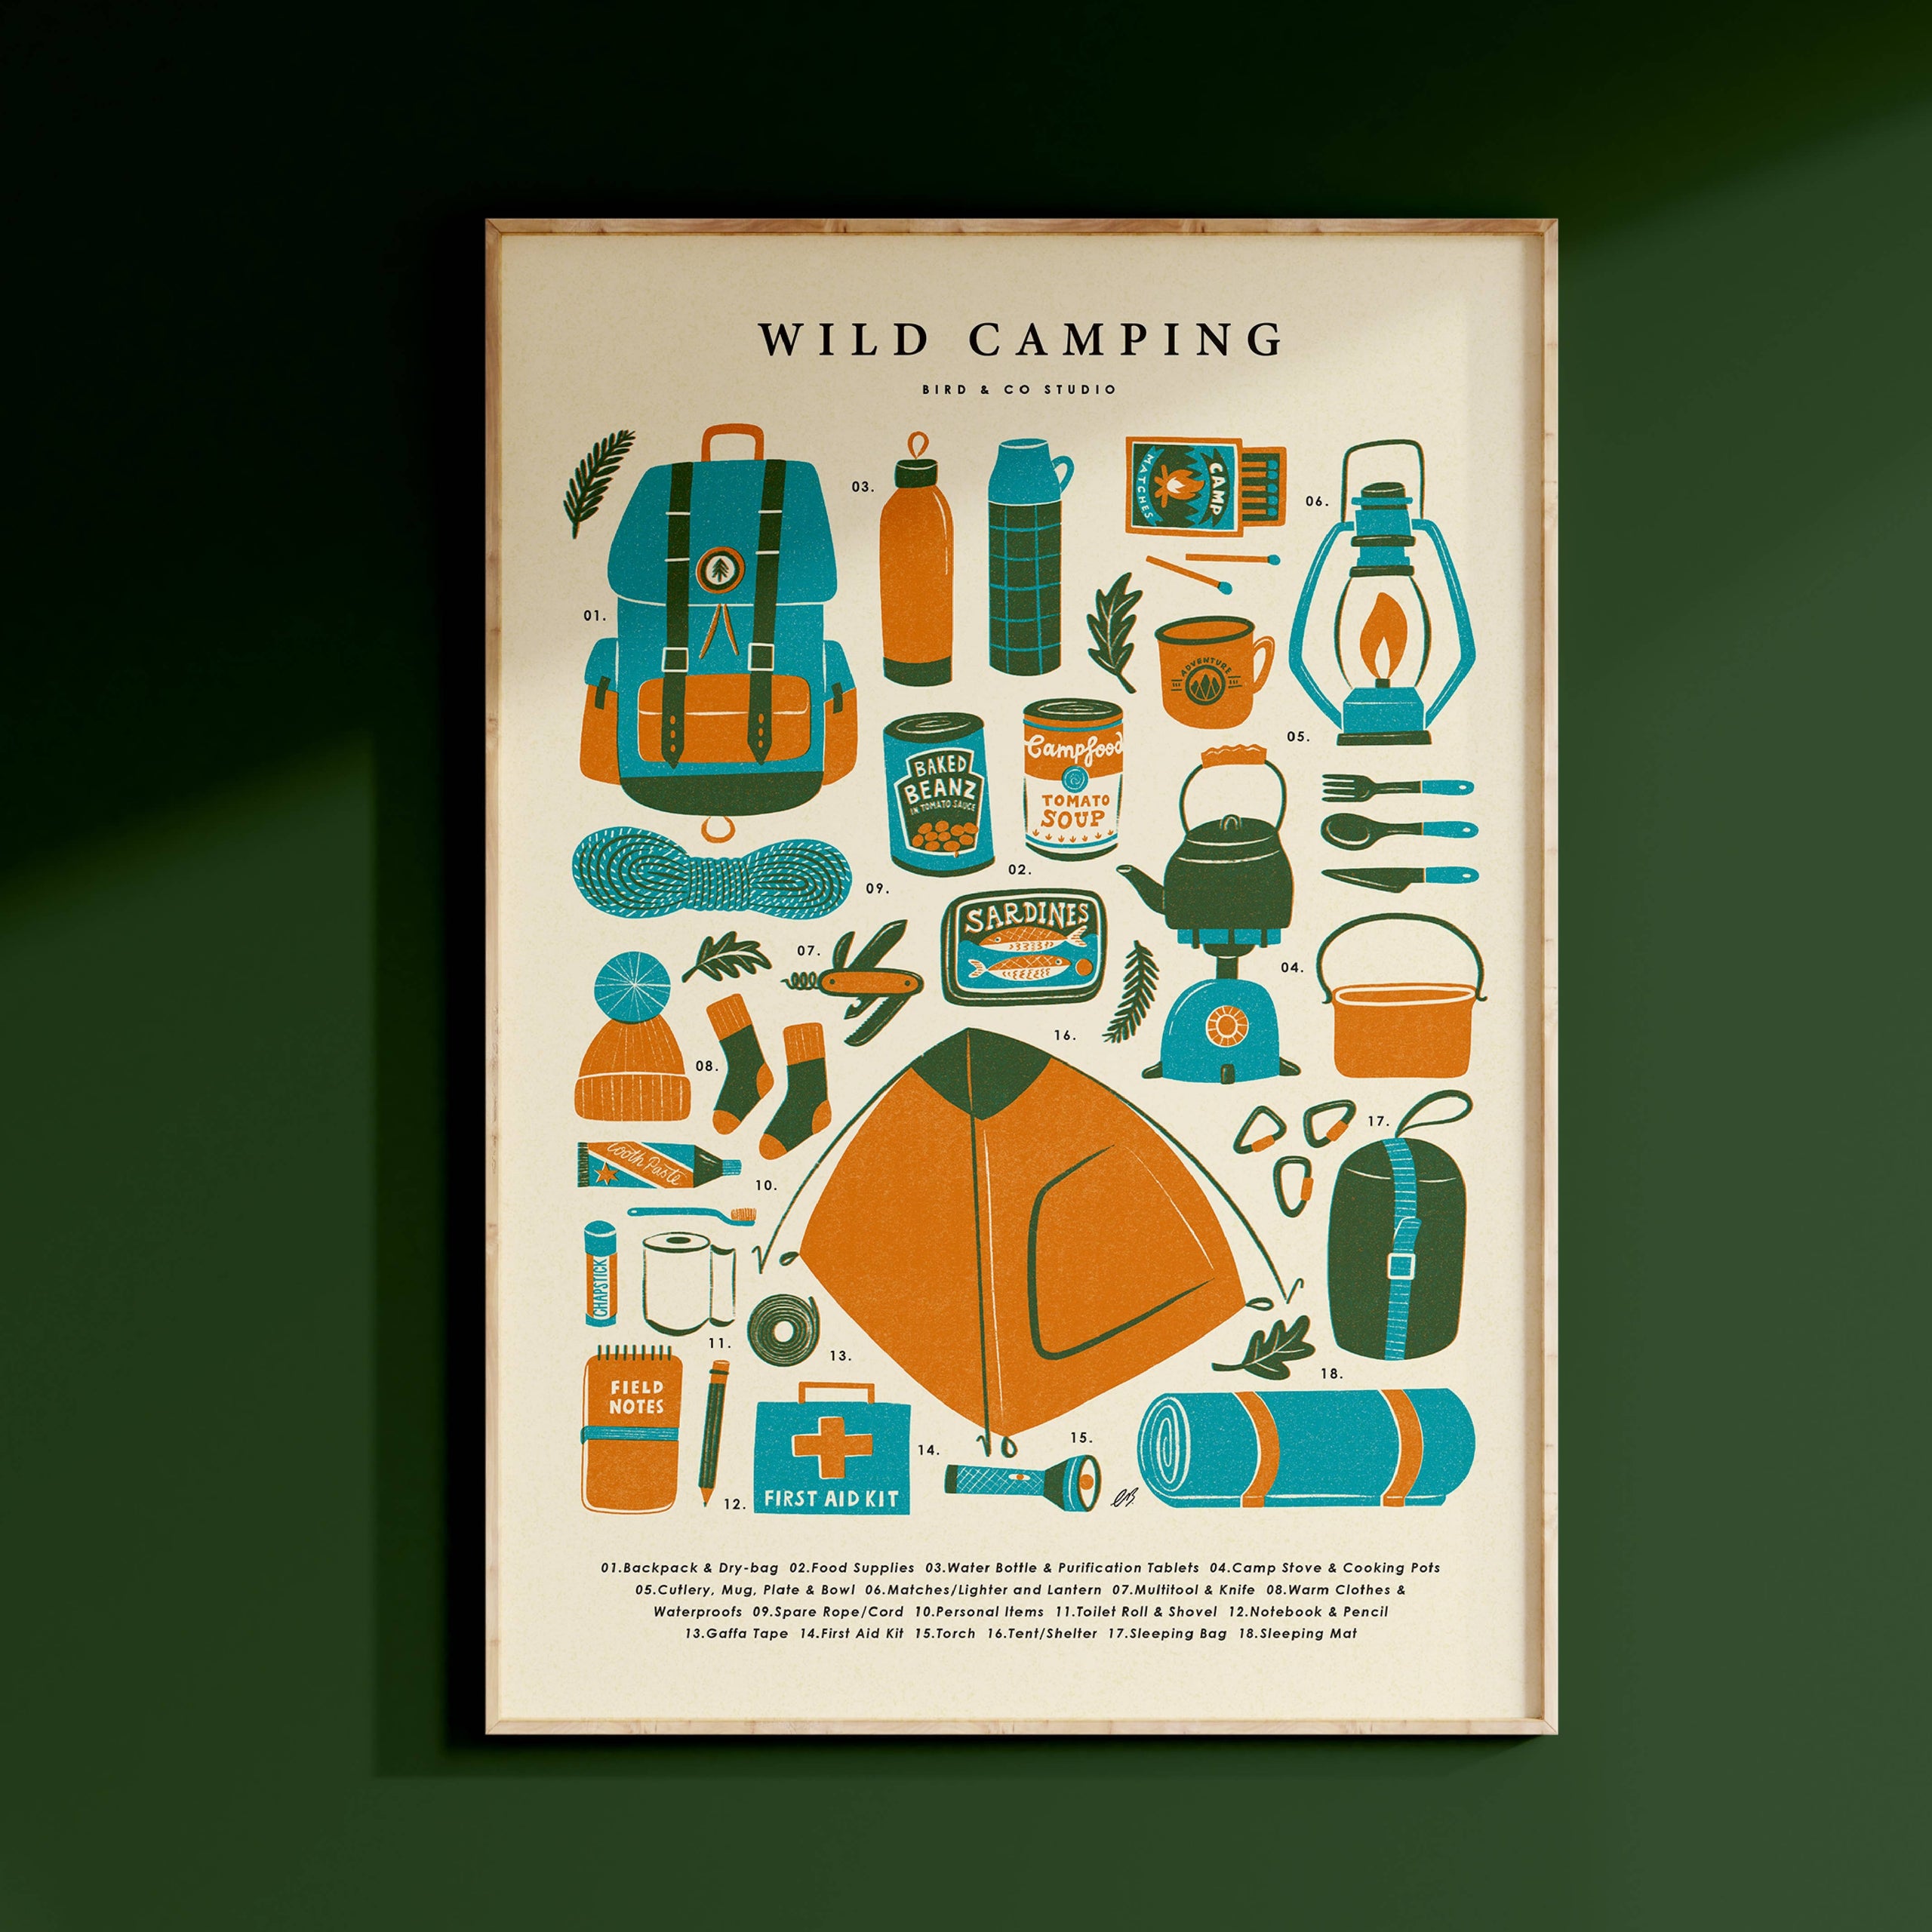 WILD CAMPING
BIRD & CO STUDIO
03.
CAMP
MATCHES
06.
01.
ADVENTURE
05.
BAKED
BEANZ
IN TOMATO SAUCE
Campfood
TOMATO
SOUP
02.
09.
SARDINES
07.
04.
16.
08.
17.
Tooth Paste
10.
CHAPSTICK
11.
13.
18.
FIELD
NOTES
14.
15.
12.
FIRST AID KIT
01.Backpack & Dry-bag 02.Food Supplies 03.Water Bottle & Purification Tablets 04.Camp Stove & Cooking Pots
05.Cutlery, Mug, Plate & Bowl 06.Matches/Lighter and Lantern 07.Multitool & Knife 08.Warm Clothes &
Waterproofs 09.Spare Rope/Cord 10.Personal Items 11.Toilet Roll & Shovel 12.Notebook & Pencil
13.Gaffa Tape 14.First Aid Kit 15.Torch 16.Tent/Shelter 17.Sleeping Bag 18.Sleeping Mat